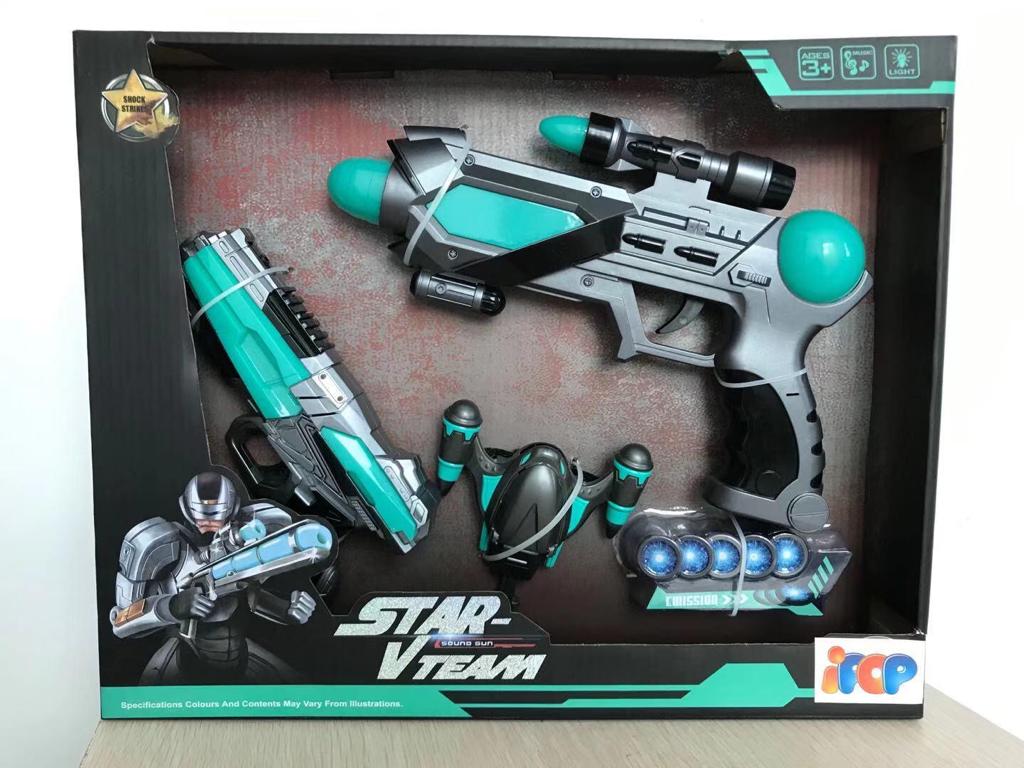 SHOCK
STRIKE
AGES
3+
MUSIC
LIGHT
EMISSION >>>
STAR-
SOUND GUN
V TEAM
iPOP
Specifications Colours And Contents May Vary From Illustrations.